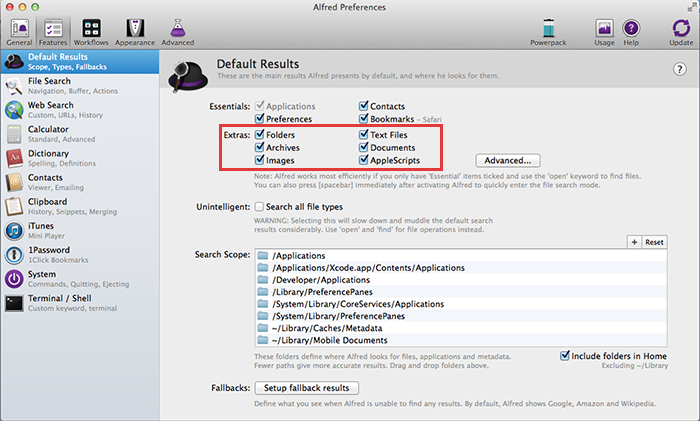 Alfred Preferences
General Features Workflows Appearance Advanced Powerpack Usage Help Update
Default Results
Scope, Types, Fallbacks
File Search
Navigation, Buffer, Actions
Web Search
Custom, URLs, History
Calculator
Standard, Advanced
Dictionary
Spelling, Definitions
Contacts
Viewer, Emailing
Clipboard
History, Snippets, Merging
iTunes
Mini Player
1Password
1Click Bookmarks
System
Commands, Quitting, Ejecting
Terminal / Shell
Custom keyword, terminal
Default Results
These are the main results Alfred presents by default, and where he looks for them.
?
Essentials: Applications Contacts
Preferences Bookmarks - Safari
Extras: Folders Text Files
Archives Documents
Images AppleScripts
Advanced...
Note: Alfred works most efficiently if you only have 'Essential' items ticked and use the 'open' keyword to find files.
You can also press [spacebar] immediately after activating Alfred to quickly enter the file search mode.
Unintelligent: Search all file types
WARNING: Selecting this will slow down and muddle the default search
results considerably. Use 'open' and 'find' for file operations instead.
+ Reset
Search Scope: /Applications
/Applications/Xcode.app/Contents/Applications
/Developer/Applications
/Library/PreferencePanes
/System/Library/CoreServices/Applications
/System/Library/PreferencePanes
~/Library/Caches/Metadata
~/Library/Mobile Documents
These folders define where Alfred looks for files, applications and metadata. Include folders in Home
Fewer paths give more accurate results. Drag and drop folders above. Excluding ~/Library
Fallbacks: Setup fallback results
Define what you see when Alfred is unable to find any results. By default, Alfred shows Google, Amazon and Wikipedia.